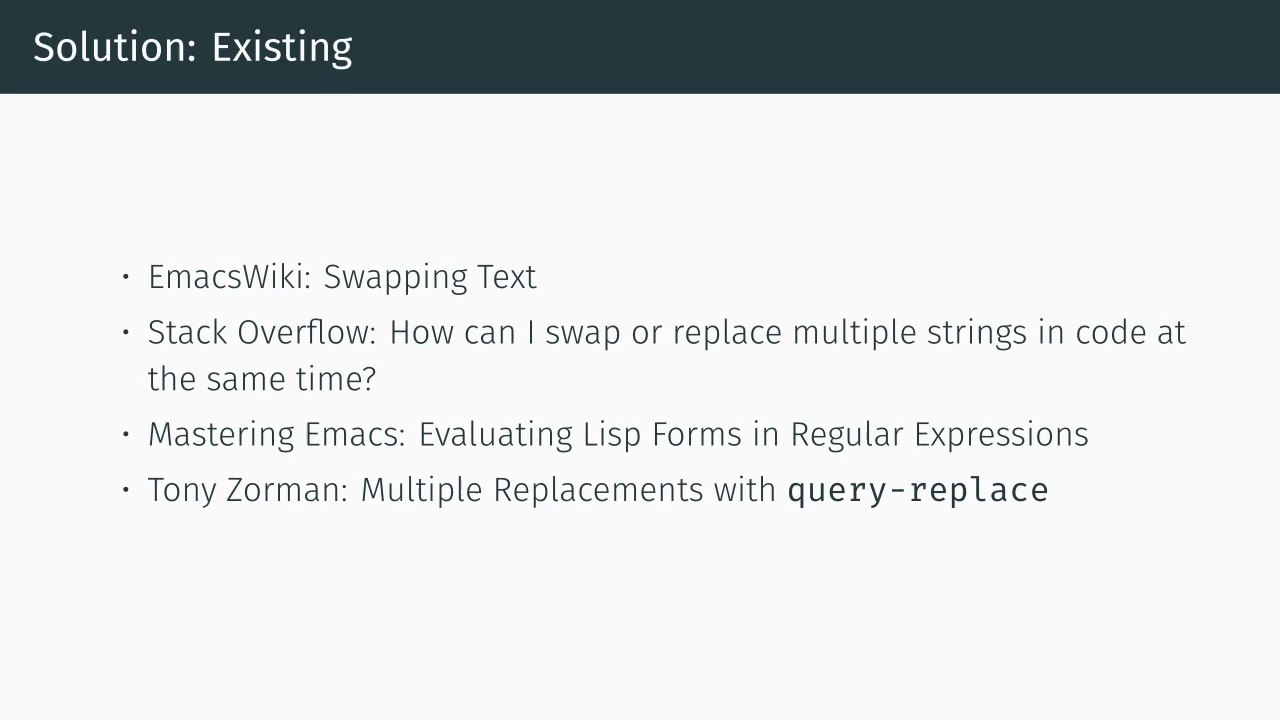 Solution: Existing
• EmacsWiki: Swapping Text
• Stack Overflow: How can I swap or replace multiple strings in code at
the same time?
• Mastering Emacs: Evaluating Lisp Forms in Regular Expressions
• Tony Zorman: Multiple Replacements with query-replace